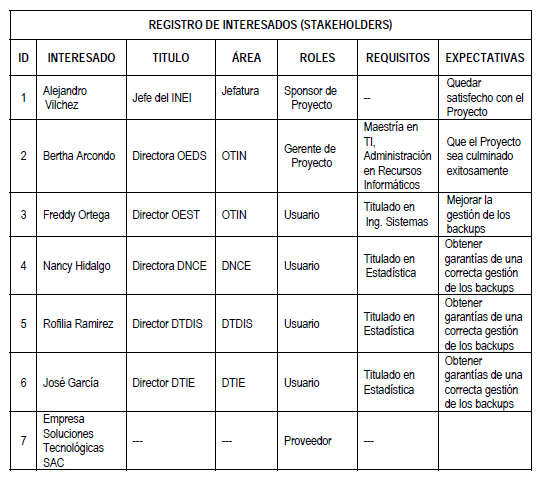 REGISTRO DE INTERESADOS (STAKEHOLDERS)
ID INTERESADO TITULO ÁREA ROLES REQUISITOS EXPECTATIVAS
1
Alejandro
Vilchez
Jefe del INEI
Jefatura
Sponsor de
Proyecto
--
Quedar
satisfecho con el
Proyecto
2
Bertha Arcondo
Directora OEDS
OTIN
Gerente de
Proyecto
Maestría en
TI,
Administración
en Recursos
Informáticos
Que el Proyecto
sea culminado
exitosamente
3
Freddy Ortega
Director OEST
OTIN
Usuario
Titulado en
Ing. Sistemas
Mejorar la
gestión de los
backups
4
Nancy Hidalgo
Directora DNCE
DNCE
Usuario
Titulado en
Estadística
Obtener
garantías de una
correcta gestión
de los backups
5
Rofilia Ramirez
Director DTDIS
DTDIS
Usuario
Titulado en
Estadística
Obtener
garantías de una
correcta gestión
de los backups
6
José García
Director DTIE
DTIE
Usuario
Titulado en
Estadística
Obtener
garantías de una
correcta gestión
de los backups
7
Empresa
Soluciones
Tecnológicas
SAC
---
---
Proveedor
---